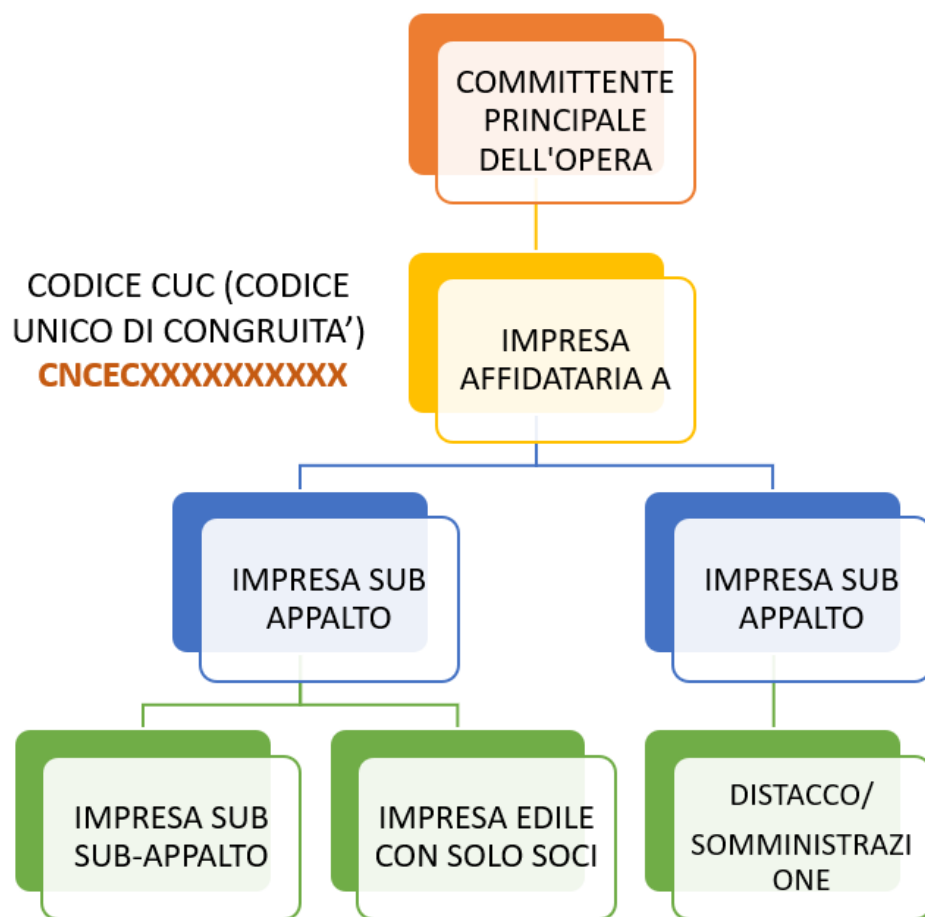 COMMITTENTE
PRINCIPALE
DELL'OPERA
CODICE CUC (CODICE
UNICO DI CONGRUITA’)
CNCECXXXXXXXXXX
IMPRESA
AFFIDATARIA A
IMPRESA SUB
APPALTO
IMPRESA SUB
APPALTO
IMPRESA SUB
SUB-APPALTO
IMPRESA EDILE
CON SOLO SOCI
DISTACCO/
SOMMINISTRAZI
ONE